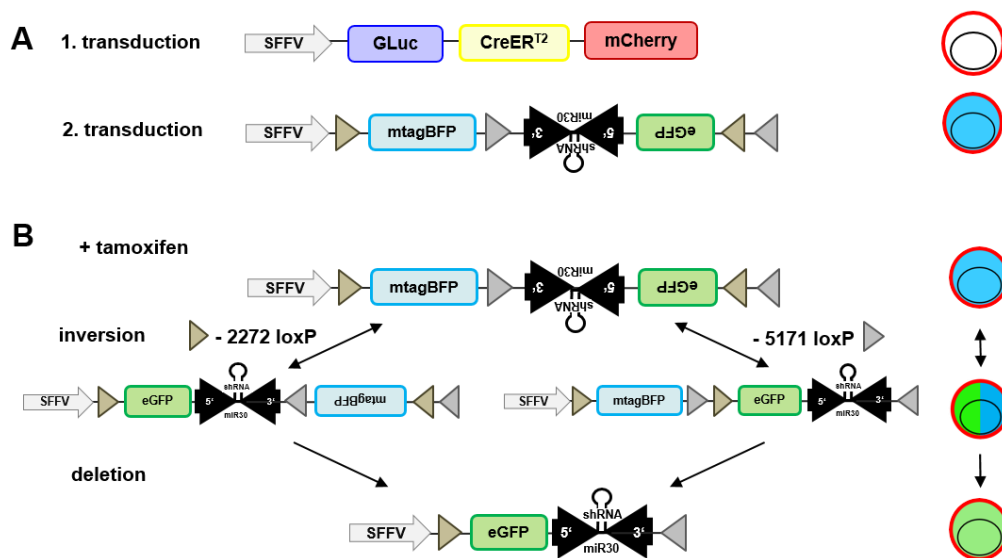 A
1. transduction
SFFV
GLuc
CreER^T2
mCherry
2. transduction
SFFV
mtagBFP
3‘
miR30
shRNA
5‘
eGFP
B
+ tamoxifen
SFFV
mtagBFP
3‘
miR30
shRNA
5‘
eGFP
inversion
- 2272 loxP
- 5171 loxP
SFFV
eGFP
5‘
shRNA
miR30
3‘
mtagBFP
SFFV
mtagBFP
eGFP
5‘
shRNA
miR30
3‘
deletion
SFFV
eGFP
5‘
shRNA
miR30
3‘